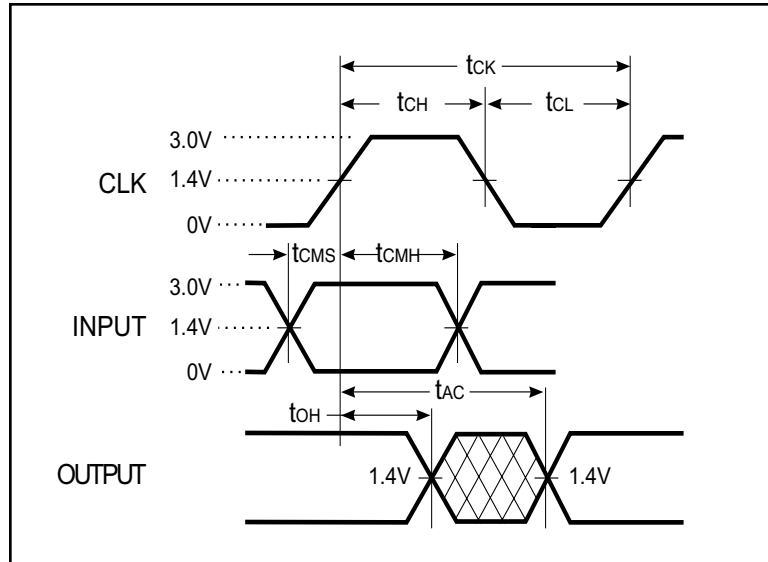 tCK
tCH tCL
3.0V
CLK 1.4V
0V
tCMS tCMH
3.0V
INPUT 1.4V
0V
tAC
tOH
OUTPUT 1.4V 1.4V